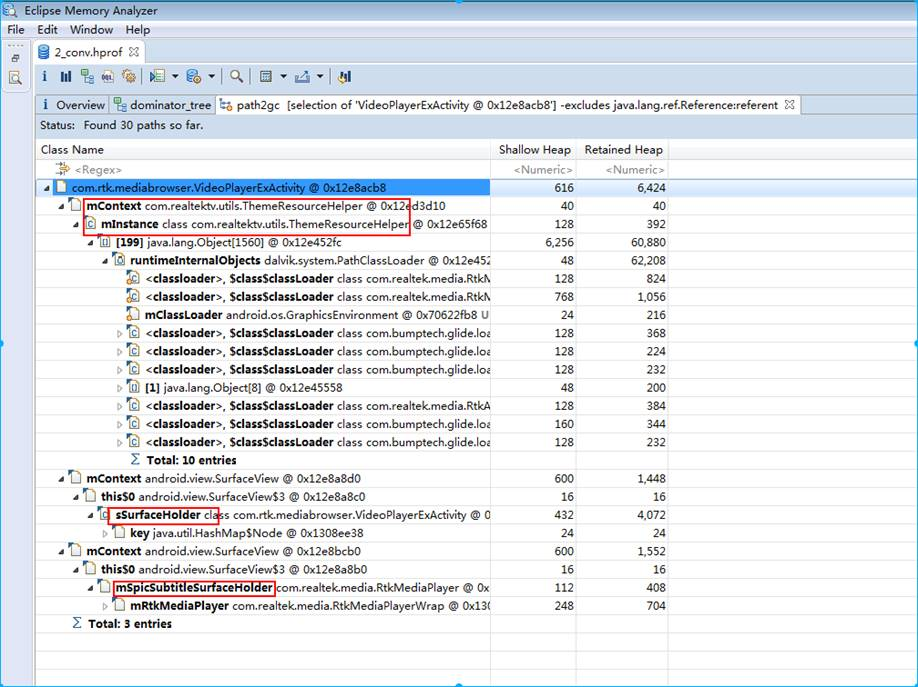 Eclipse Memory Analyzer
File Edit Window Help
2_conv.hprof
i Overview dominator_tree path2gc [selection of 'VideoPlayerExActivity @ 0x12e8acb8'] -excludes java.lang.ref.Reference:referent
Status: Found 30 paths so far.
Class Name Shallow Heap Retained Heap
<Regex> <Numeric> <Numeric>
com.rtk.mediabrowser.VideoPlayerExActivity @ 0x12e8acb8 616 6,424
mContext com.realtektv.utils.ThemeResourceHelper @ 0x12ed3d10 40 40
mInstance class com.realtektv.utils.ThemeResourceHelper @ 0x12e65f68 128 392
[199] java.lang.Object[1560] @ 0x12e452fc 6,256 60,880
runtimeInternalObjects dalvik.system.PathClassLoader @ 0x12e452 48 62,208
<classloader>, $class$classLoader class com.realtek.media.RtkM 128 824
<classloader>, $class$classLoader class com.realtek.media.RtkM 768 1,056
mClassLoader android.os.GraphicsEnvironment @ 0x70622fb8 U 24 216
<classloader>, $class$classLoader class com.bumptech.glide.loa 128 368
<classloader>, $class$classLoader class com.bumptech.glide.loa 128 224
<classloader>, $class$classLoader class com.bumptech.glide.loa 128 232
[1] java.lang.Object[8] @ 0x12e45558 48 200
<classloader>, $class$classLoader class com.realtek.media.RtkA 128 384
<classloader>, $class$classLoader class com.bumptech.glide.loa 160 344
<classloader>, $class$classLoader class com.bumptech.glide.loa 128 232
Σ Total: 10 entries
mContext android.view.SurfaceView @ 0x12e8a8d0 600 1,448
this$0 android.view.SurfaceView$3 @ 0x12e8a8c0 16 16
sSurfaceHolder class com.rtk.mediabrowser.VideoPlayerExActivity @ 0 432 4,072
key java.util.HashMap$Node @ 0x1308ee38 24 24
mContext android.view.SurfaceView @ 0x12e8bcb0 600 1,552
this$0 android.view.SurfaceView$3 @ 0x12e8a8b0 16 16
mSpicSubtitleSurfaceHolder com.realtek.media.RtkMediaPlayer @ 0x 112 408
mRtkMediaPlayer com.realtek.media.RtkMediaPlayerWrap @ 0x130 248 704
Σ Total: 3 entries